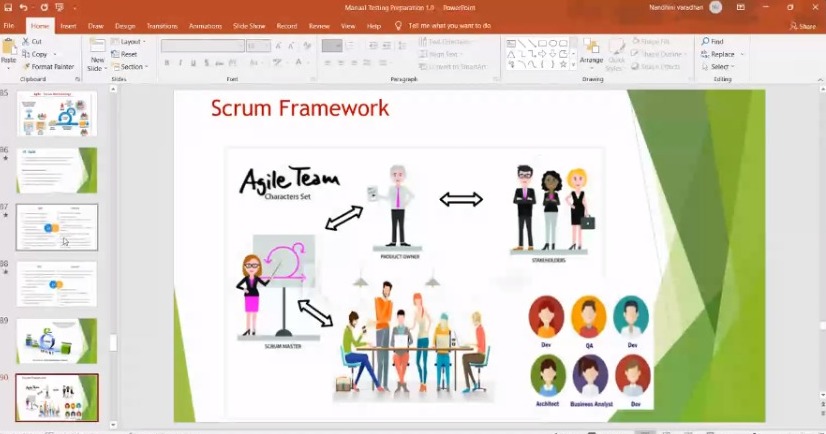 Manual Testing Preparation 1.0 - PowerPoint
Nandhini Varadhan
File Home Insert Draw Design Transitions Animations Slide Show Record Review View Help Tell me what you want to do Share
Cut
Copy
Format Painter
Paste
Clipboard
New Slide
Layout
Reset
Section
Slides
Font
Text Direction
Align Text
Convert to SmartArt
Paragraph
Arrange
Quick Styles
Shape Fill
Shape Outline
Shape Effects
Drawing
Find
Replace
Select
Editing
85
86
87
88
89
90
Scrum Framework
Agile Team
Characters Set
PRODUCT OWNER
STAKEHOLDERS
SCRUM MASTER
Dev QA Dev
Architect Business Analyst Dev